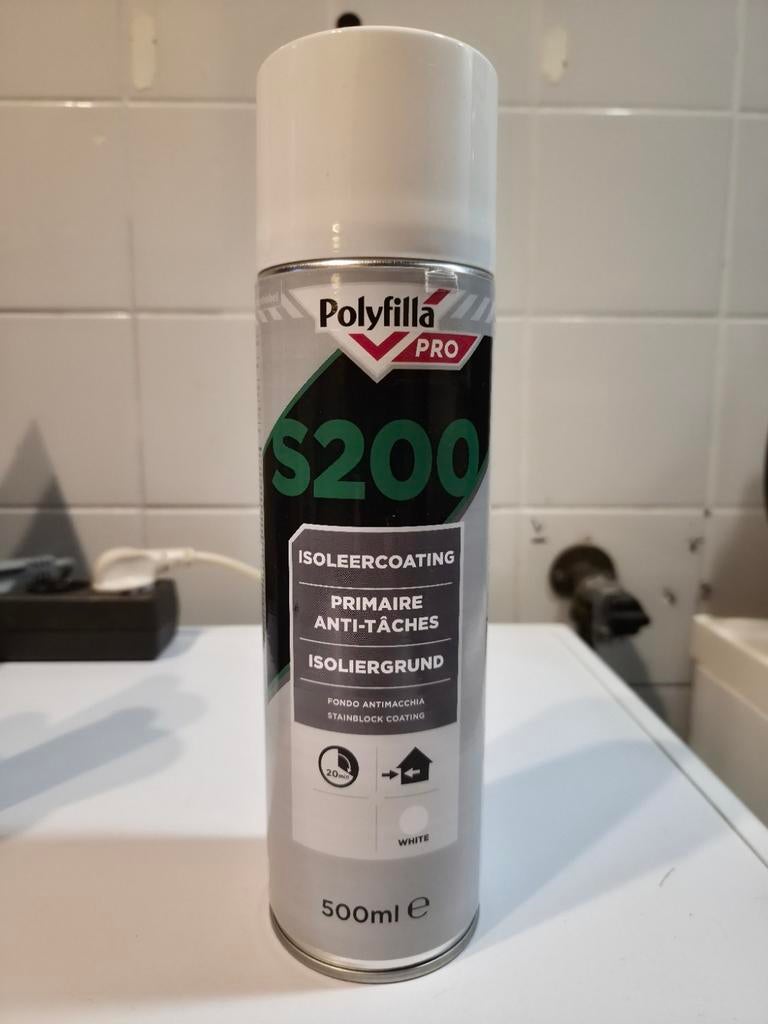 Polyfilla
PRO
S200
ISOLEERCOATING
PRIMAIRE
ANTI-TÂCHES
ISOLIERGRUND
FONDO ANTIMACCHIA
STAINBLOCK COATING
20min
WHITE
500ml ℮